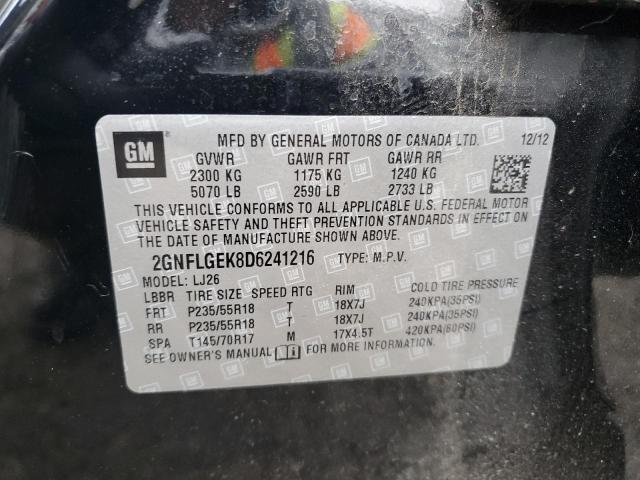 GM
MFD BY GENERAL MOTORS OF CANADA LTD. 12/12
GVWR GAWR FRT GAWR RR
2300 KG 1175 KG 1240 KG
5070 LB 2590 LB 2733 LB
THIS VEHICLE CONFORMS TO ALL APPLICABLE U.S. FEDERAL MOTOR
VEHICLE SAFETY AND THEFT PREVENTION STANDARDS IN EFFECT ON
THE DATE OF MANUFACTURE SHOWN ABOVE.
2GNFLGEK8D6241216 TYPE: M.P.V.
MODEL: LJ26
LBBR TIRE SIZE SPEED RTG RIM COLD TIRE PRESSURE
FRT P235/55R18 T 18X7J 240KPA(35PSI)
RR P235/55R18 T 18X7J 240KPA(35PSI)
SPA T145/70R17 M 17X4.5T 420KPA(60PSI)
SEE OWNER'S MANUAL FOR MORE INFORMATION.